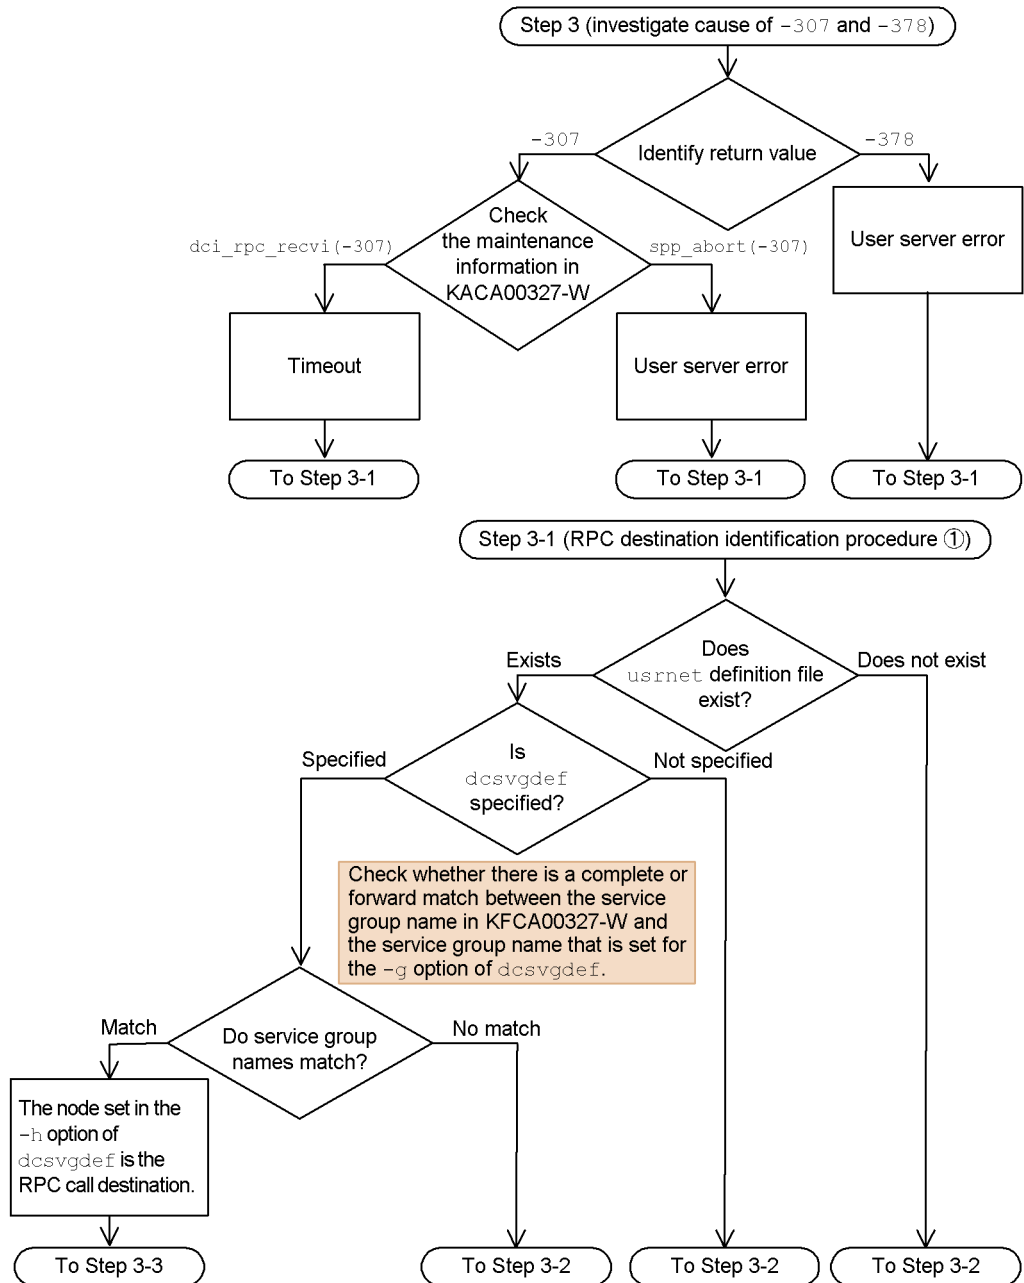 Step 3 (investigate cause of -307 and -378)
-307
-378
Identify return value
Check
the maintenance
information in
KACA00327-W
dci_rpc_recvi(-307)
spp_abort(-307)
User server error
Timeout
User server error
To Step 3-1
To Step 3-1
To Step 3-1
Step 3-1 (RPC destination identification procedure ①)
Does
usrnet definition file
exist?
Exists
Does not exist
Is
dcsvgdef
specified?
Specified
Not specified
Check whether there is a complete or
forward match between the service
group name in KFCA00327-W and
the service group name that is set for
the -g option of dcsvgdef.
Match
No match
Do service group
names match?
The node set in the
-h option of
dcsvgdef is the
RPC call destination.
To Step 3-3
To Step 3-2
To Step 3-2
To Step 3-2